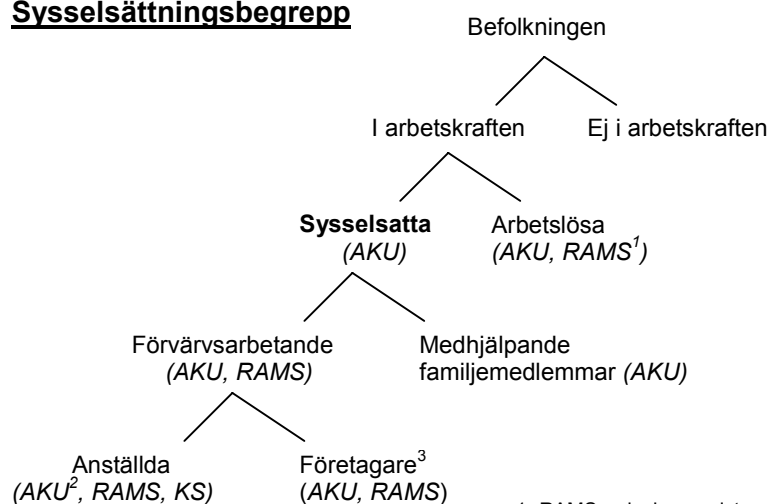 Sysselsättningsbegrepp
Befolkningen
I arbetskraften Ej i arbetskraften
Sysselsatta Arbetslösa
(AKU) (AKU, RAMS¹)
Förvärvsarbetande Medhjälpande
(AKU, RAMS) familjemedlemmar (AKU)
Anställda Företagare³
(AKU², RAMS, KS) (AKU, RAMS)